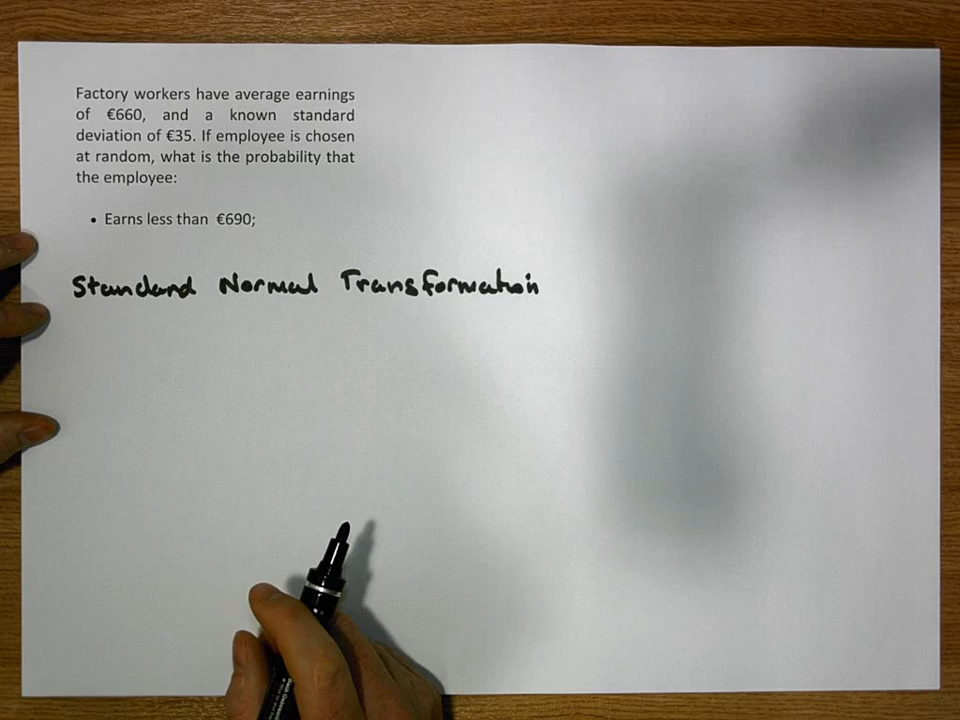 Factory workers have average earnings
of €660, and a known standard
deviation of €35. If employee is chosen
at random, what is the probability that
the employee:
• Earns less than €690;
Standard Normal Transformation